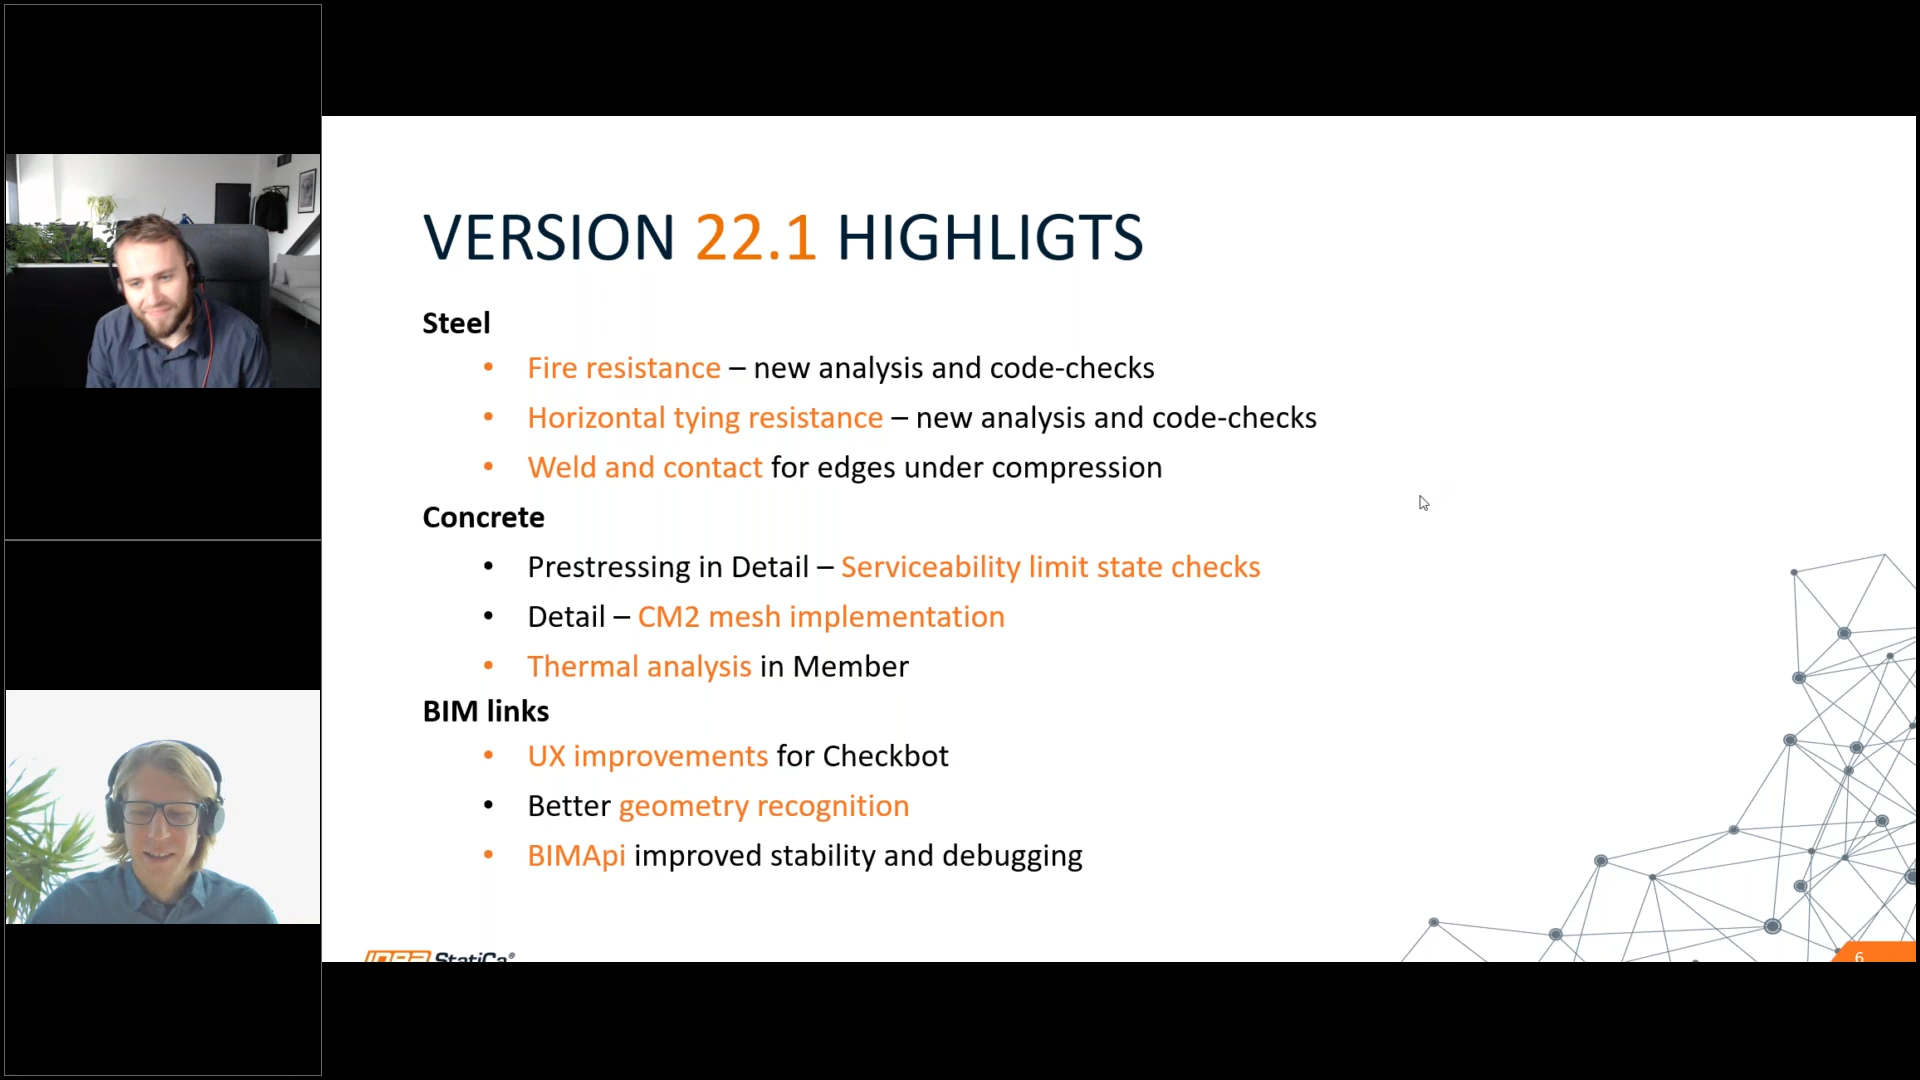 VERSION 22.1 HIGHLIGTS
Steel
• Fire resistance – new analysis and code-checks
• Horizontal tying resistance – new analysis and code-checks
• Weld and contact for edges under compression
Concrete
• Prestressing in Detail – Serviceability limit state checks
• Detail – CM2 mesh implementation
• Thermal analysis in Member
BIM links
• UX improvements for Checkbot
• Better geometry recognition
• BIMApi improved stability and debugging
IDEA StatiCa®
6